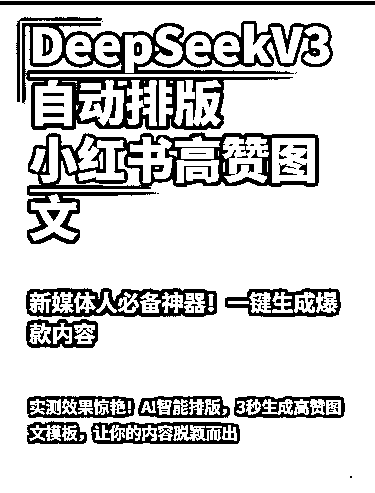 DeepSeekV3
自动排版
小红书高赞图
文
新媒体人必备神器！一键生成爆
款内容
实测效果惊艳！AI智能排版，3秒生成高赞图
文模板，让你的内容脱颖而出